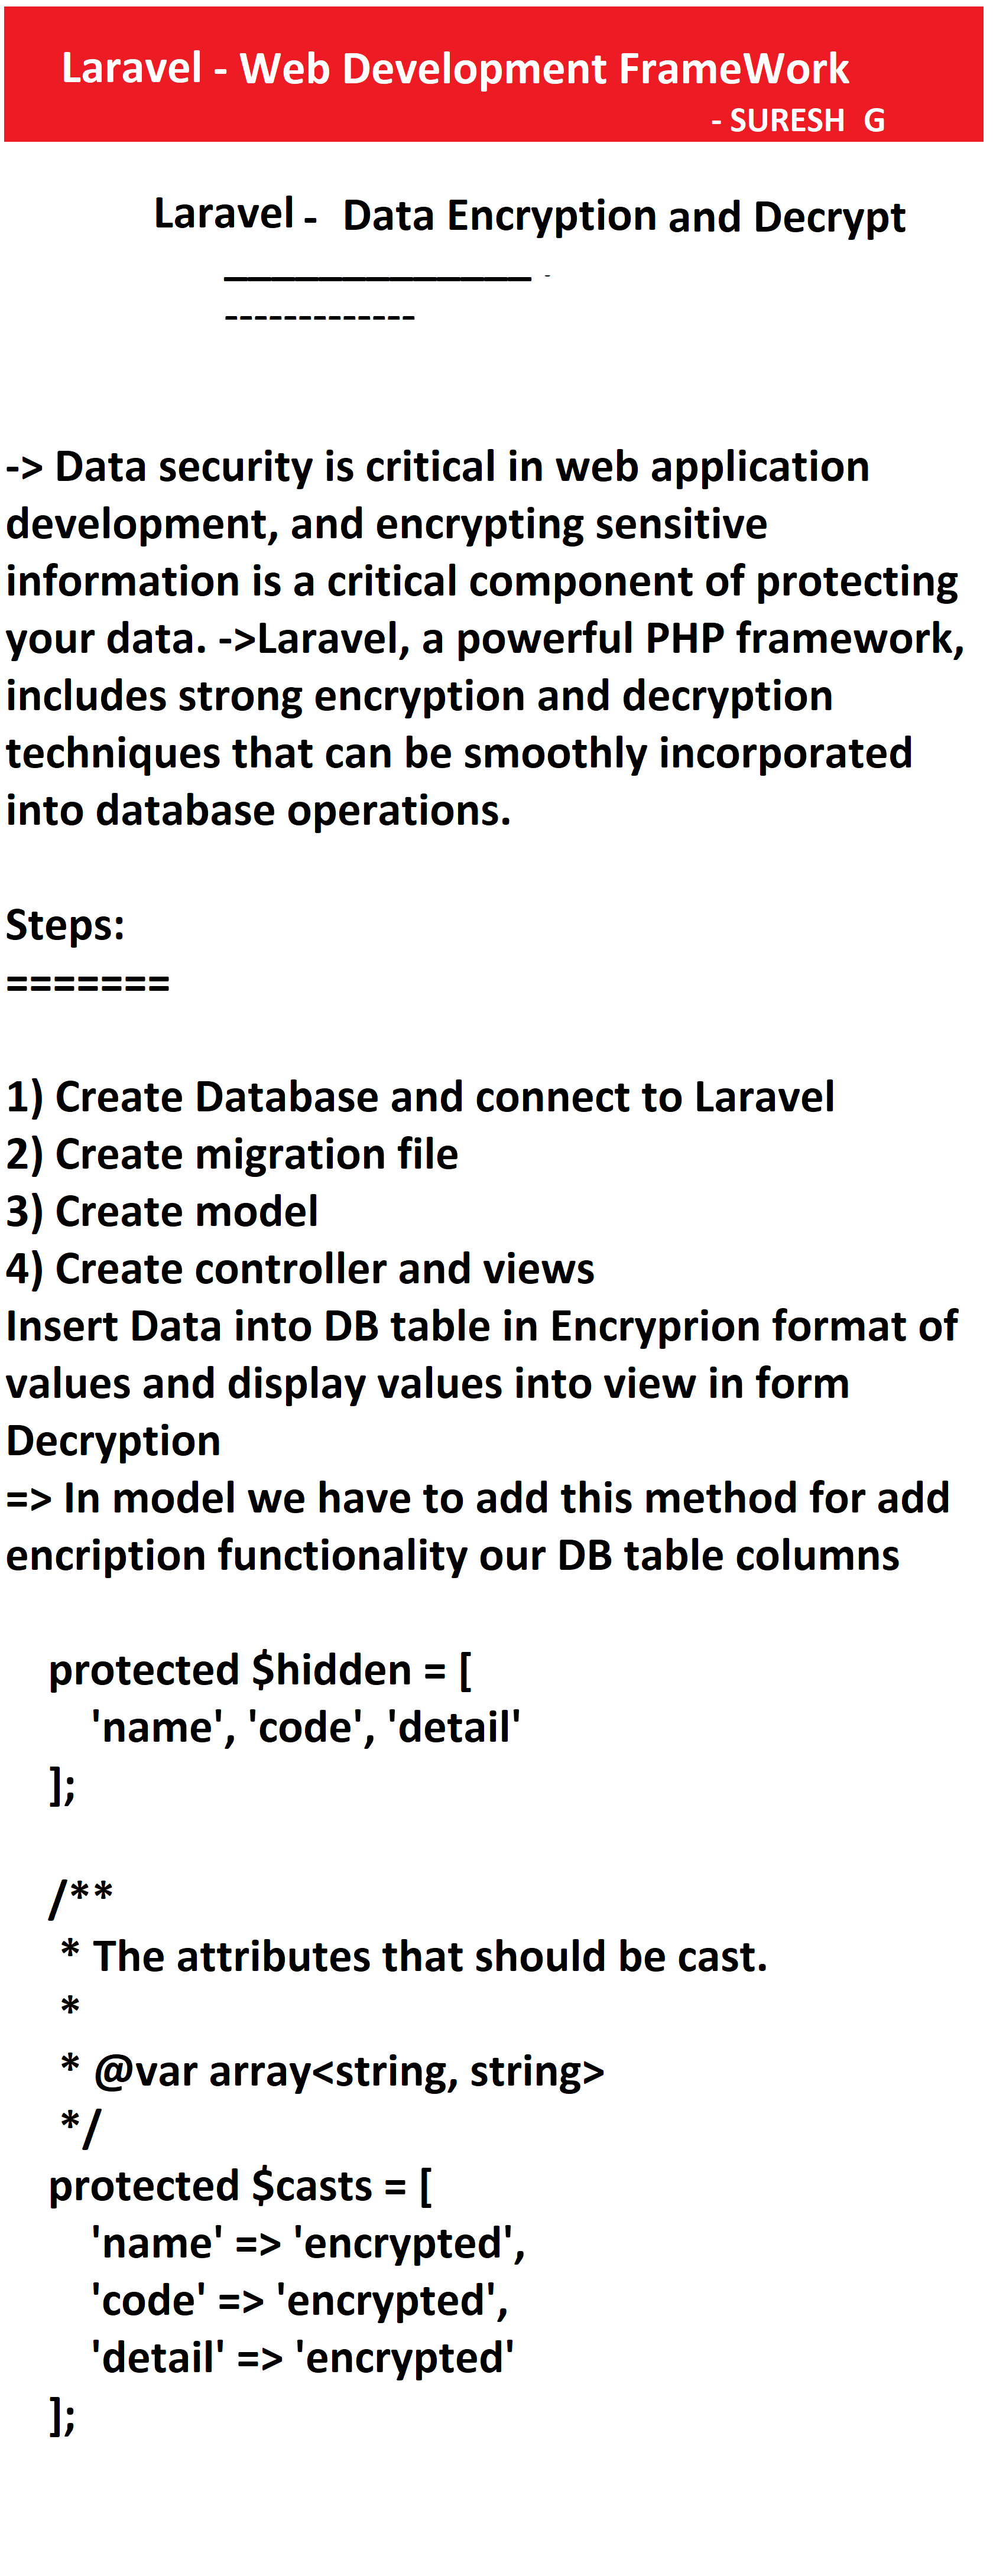 Laravel - Web Development FrameWork
- SURESH G
Laravel - Data Encryption and Decrypt
_____________ -
-------------
-> Data security is critical in web application
development, and encrypting sensitive
information is a critical component of protecting
your data. ->Laravel, a powerful PHP framework,
includes strong encryption and decryption
techniques that can be smoothly incorporated
into database operations.
Steps:
=======
1) Create Database and connect to Laravel
2) Create migration file
3) Create model
4) Create controller and views
Insert Data into DB table in Encryprion format of
values and display values into view in form
Decryption
=> In model we have to add this method for add
encription functionality our DB table columns
protected $hidden = [
'name', 'code', 'detail'
];
/**
* The attributes that should be cast.
*
* @var array<string, string>
*/
protected $casts = [
'name' => 'encrypted',
'code' => 'encrypted',
'detail' => 'encrypted'
];